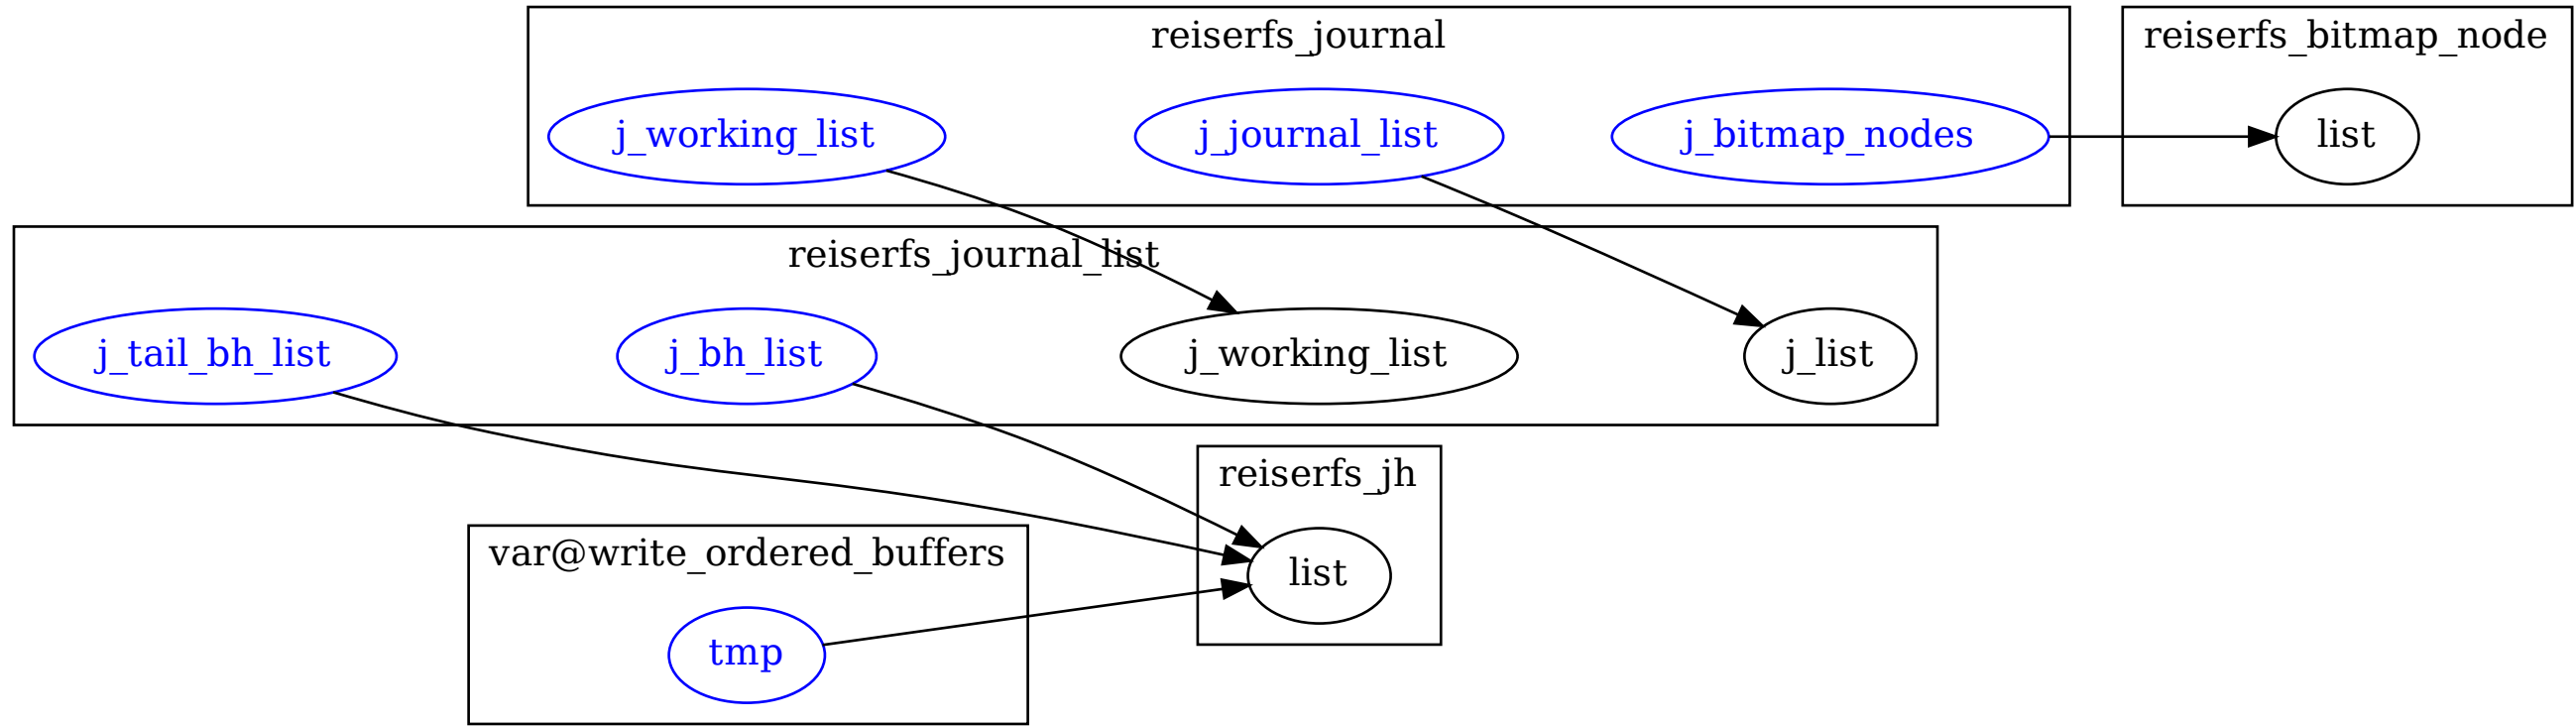 reiserfs_journal
reiserfs_bitmap_node
j_working_list
j_journal_list
j_bitmap_nodes
list
reiserfs_journal_list
j_tail_bh_list
j_bh_list
j_working_list
j_list
reiserfs_jh
list
var@write_ordered_buffers
tmp